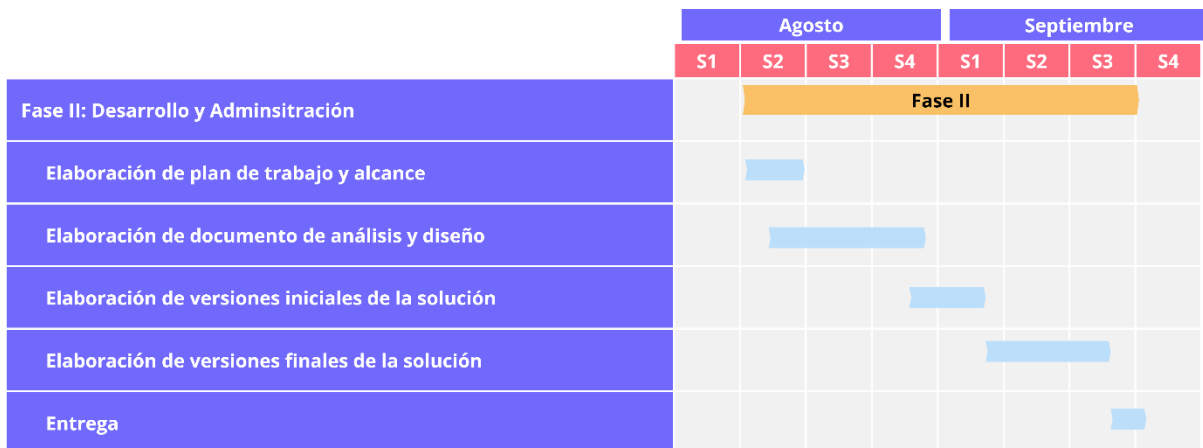 Agosto Septiembre
S1 S2 S3 S4 S1 S2 S3 S4
Fase II: Desarrollo y Adminsitración Fase II
Elaboración de plan de trabajo y alcance
Elaboración de documento de análisis y diseño
Elaboración de versiones iniciales de la solución
Elaboración de versiones finales de la solución
Entrega